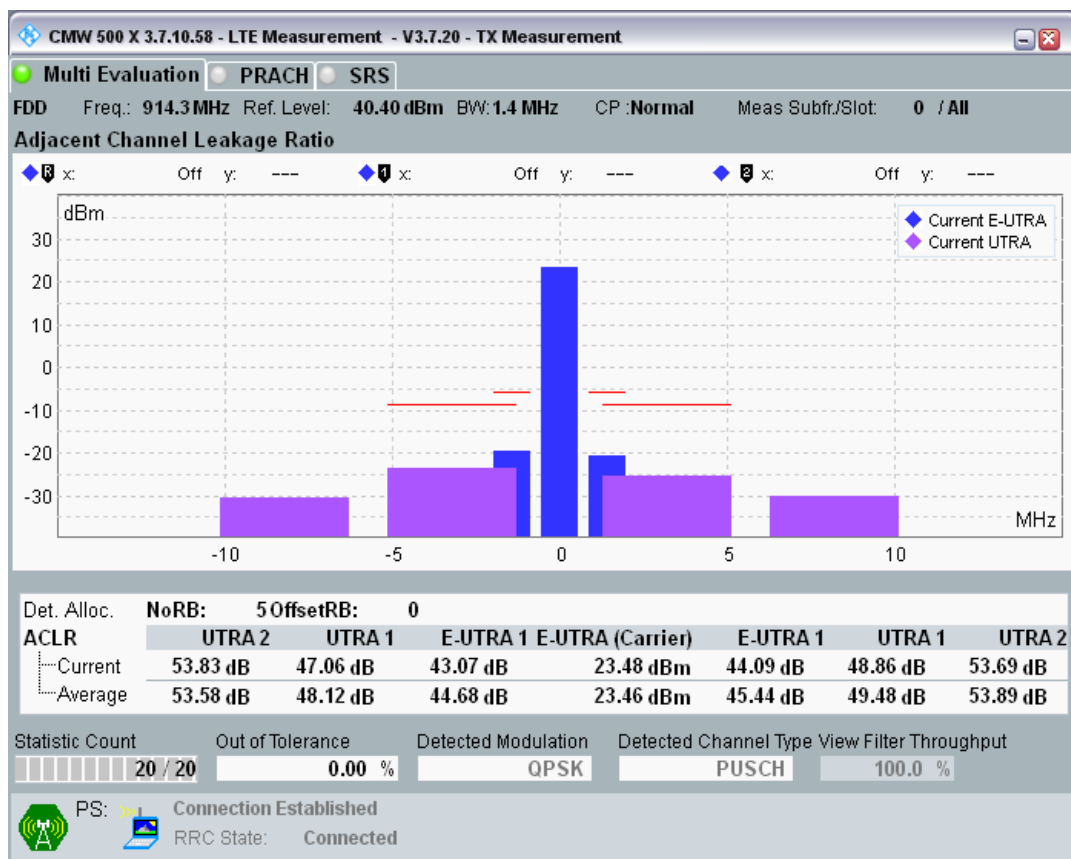 CMW 500 X 3.7.10.58 - LTE Measurement - V3.7.20 - TX Measurement
Multi Evaluation PRACH SRS
FDD Freq.: 914.3 MHz Ref. Level: 40.40 dBm BW: 1.4 MHz CP :Normal Meas Subfr./Slot: 0 / All
Adjacent Channel Leakage Ratio
R x: Off y: --- 1 x: Off y: --- 2 x: Off y: ---
dBm
Current E-UTRA
Current UTRA
30
20
10
0
-10
-20
-30
MHz
-10 -5 0 5 10
Det. Alloc. NoRB: 5 OffsetRB: 0
ACLR UTRA 2 UTRA 1 E-UTRA 1 E-UTRA (Carrier) E-UTRA 1 UTRA 1 UTRA 2
Current 53.83 dB 47.06 dB 43.07 dB 23.48 dBm 44.09 dB 48.86 dB 53.69 dB
Average 53.58 dB 48.12 dB 44.68 dB 23.46 dBm 45.44 dB 49.48 dB 53.89 dB
Statistic Count Out of Tolerance Detected Modulation Detected Channel Type View Filter Throughput
20 / 20 0.00 % QPSK PUSCH 100.0 %
PS: Connection Established
RRC State: Connected